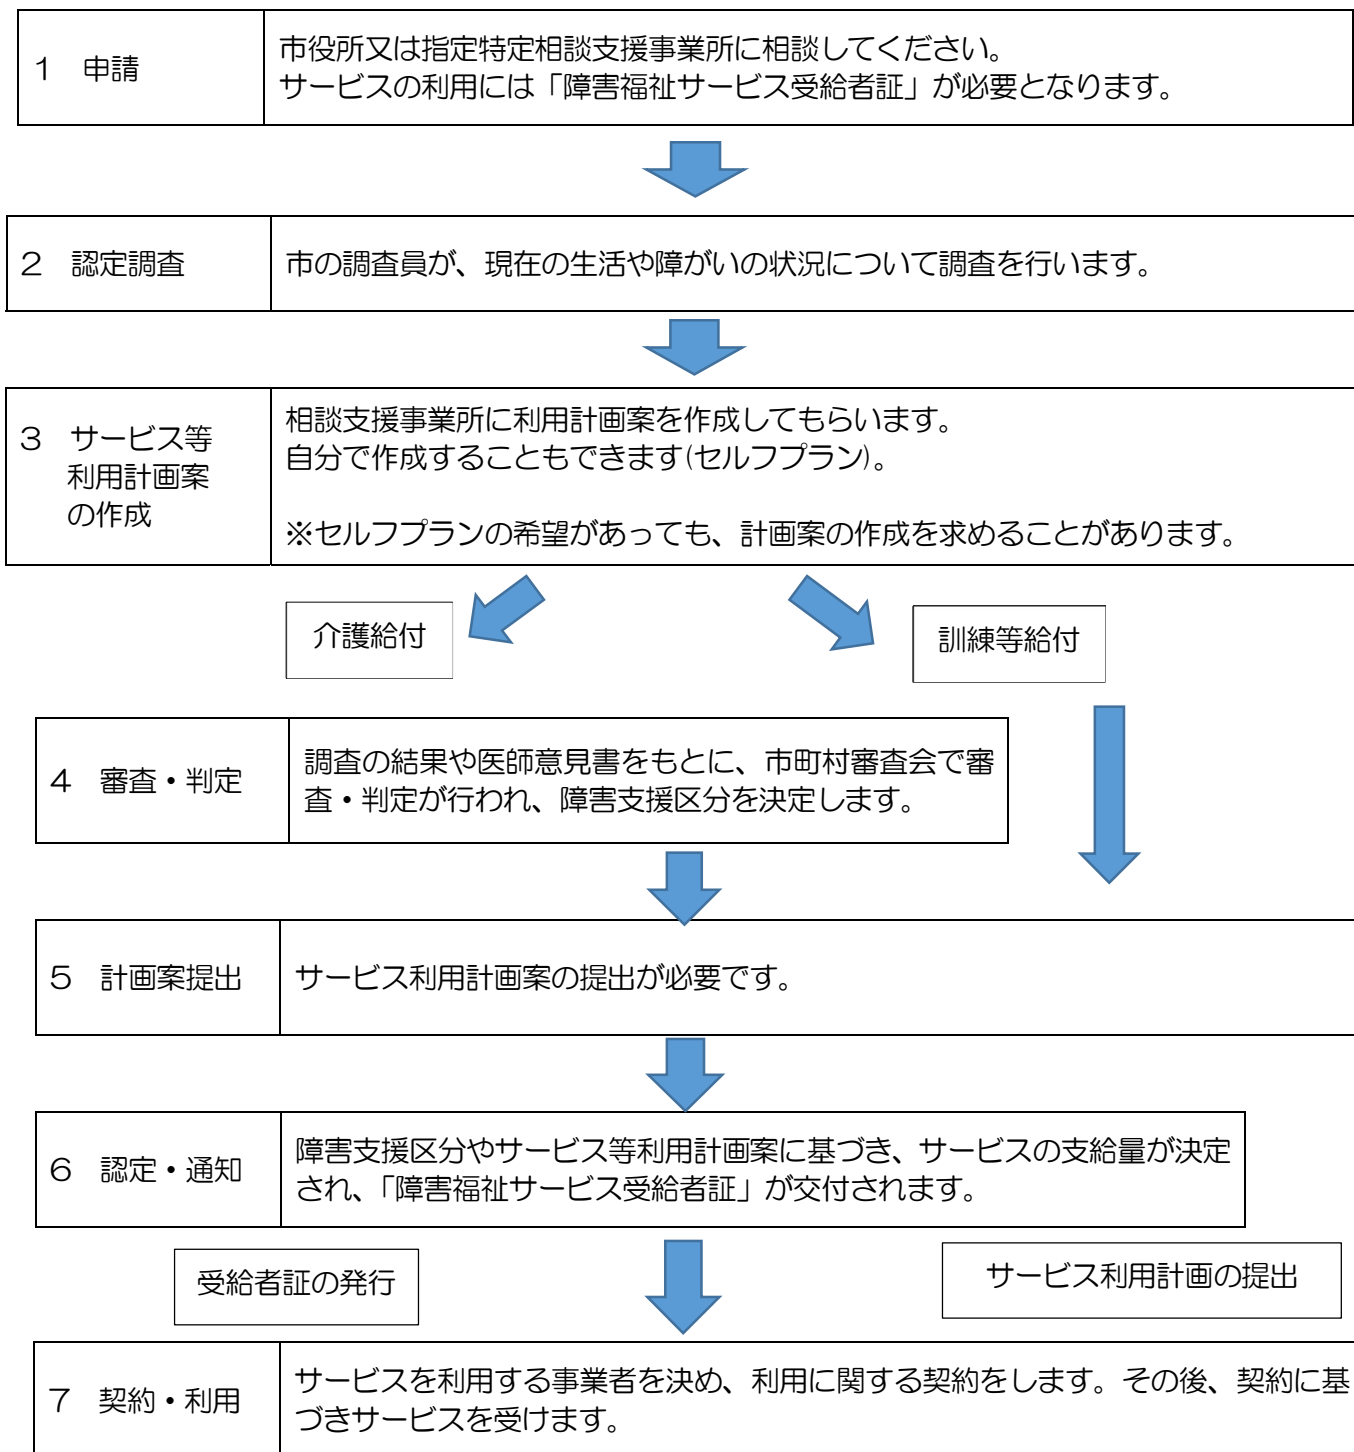 １　申請
市役所又は指定特定相談支援事業所に相談してください。
サービスの利用には「障害福祉サービス受給者証」が必要となります。
２　認定調査
市の調査員が、現在の生活や障がいの状況について調査を行います。
３　サービス等
利用計画案
の作成
相談支援事業所に利用計画案を作成してもらいます。
自分で作成することもできます(セルフプラン)。
※セルフプランの希望があっても、計画案の作成を求めることがあります。
介護給付
訓練等給付
４　審査・判定
調査の結果や医師意見書をもとに、市町村審査会で審
査・判定が行われ、障害支援区分を決定します。
５　計画案提出
サービス利用計画案の提出が必要です。
６　認定・通知
障害支援区分やサービス等利用計画案に基づき、サービスの支給量が決定
され、「障害福祉サービス受給者証」が交付されます。
受給者証の発行
サービス利用計画の提出
７　契約・利用
サービスを利用する事業者を決め、利用に関する契約をします。その後、契約に基
づきサービスを受けます。